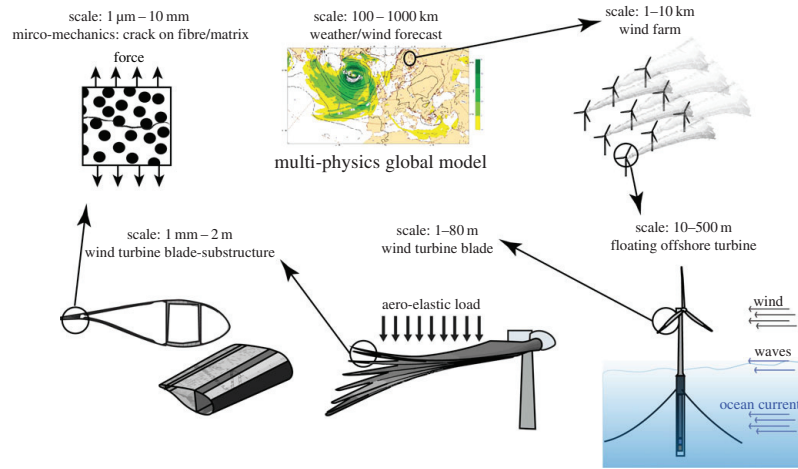 scale: 1 µm – 10 mm
mirco-mechanics: crack on fibre/matrix
force
scale: 100 – 1000 km
weather/wind forecast
multi-physics global model
scale: 1–10 km
wind farm
scale: 1 mm – 2 m
wind turbine blade-substructure
scale: 1–80 m
wind turbine blade
aero-elastic load
scale: 10–500 m
floating offshore turbine
wind
waves
ocean current